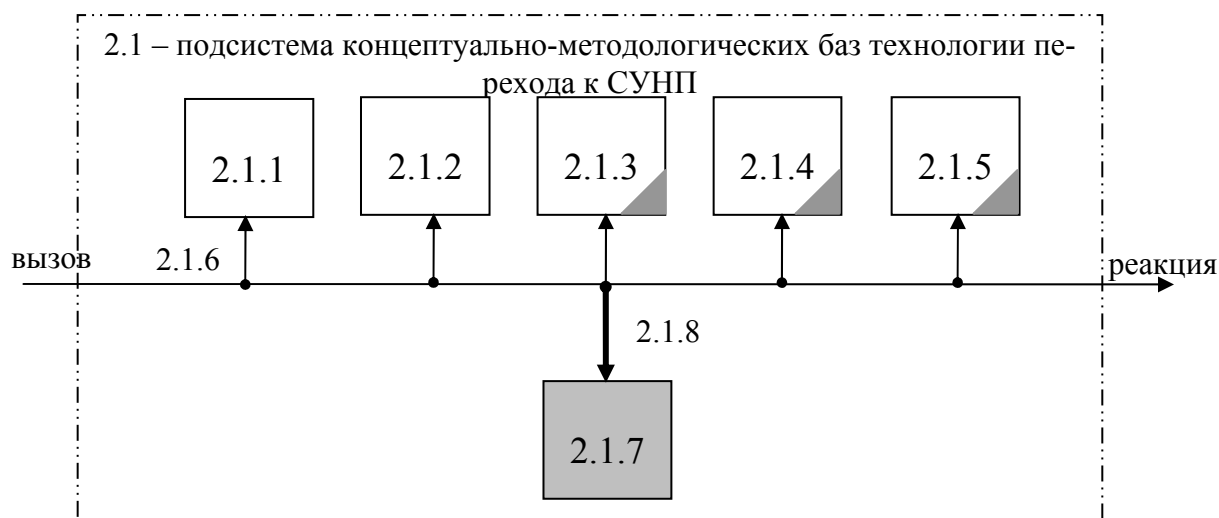 2.1 – подсистема концептуально-методологических баз технологии пе-
рехода к СУНП
2.1.1 2.1.2 2.1.3 2.1.4 2.1.5
вызов 2.1.6 реакция
2.1.8
2.1.7